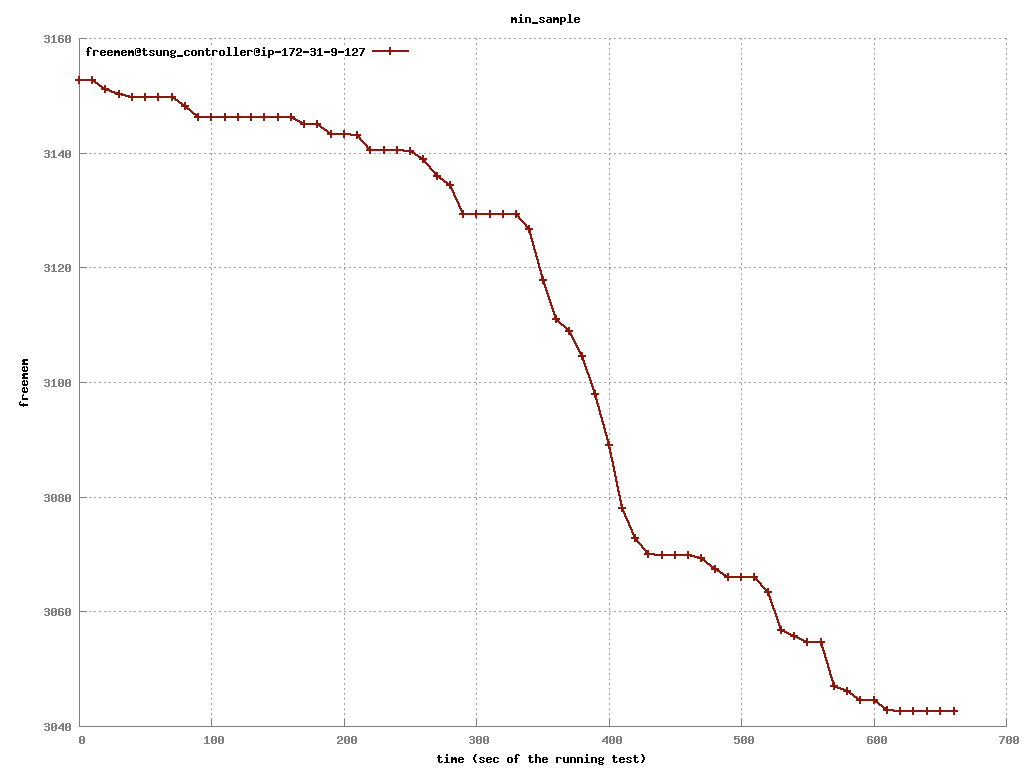 min_sample
3160
freemem@tsung_controller@ip-172-31-9-127
3140
3120
3100
3080
3060
3040
freemem
0 100 200 300 400 500 600 700
time (sec of the running test)